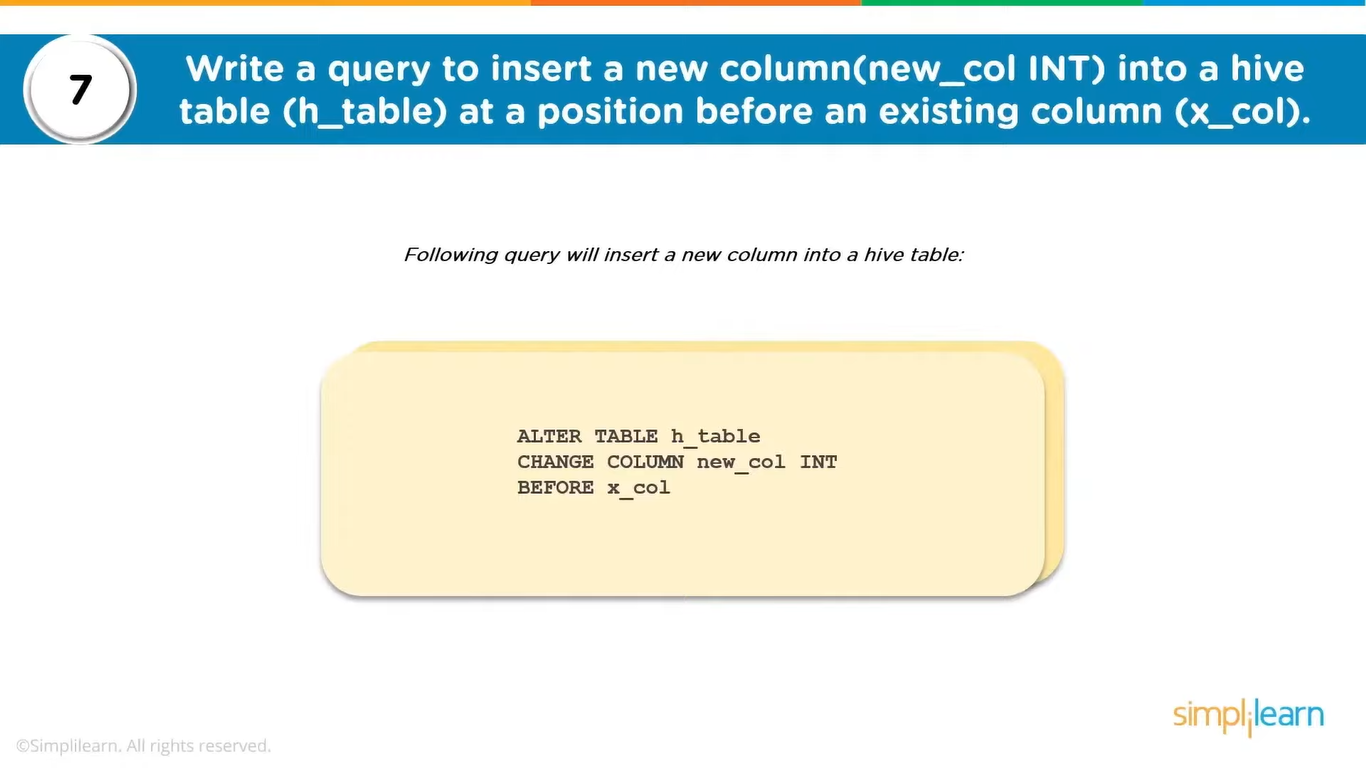 7
Write a query to insert a new column(new_col INT) into a hive
table (h_table) at a position before an existing column (x_col).
Following query will insert a new column into a hive table:
ALTER TABLE h_table
CHANGE COLUMN new_col INT
BEFORE x_col
simplilearn
©Simplilearn. All rights reserved.